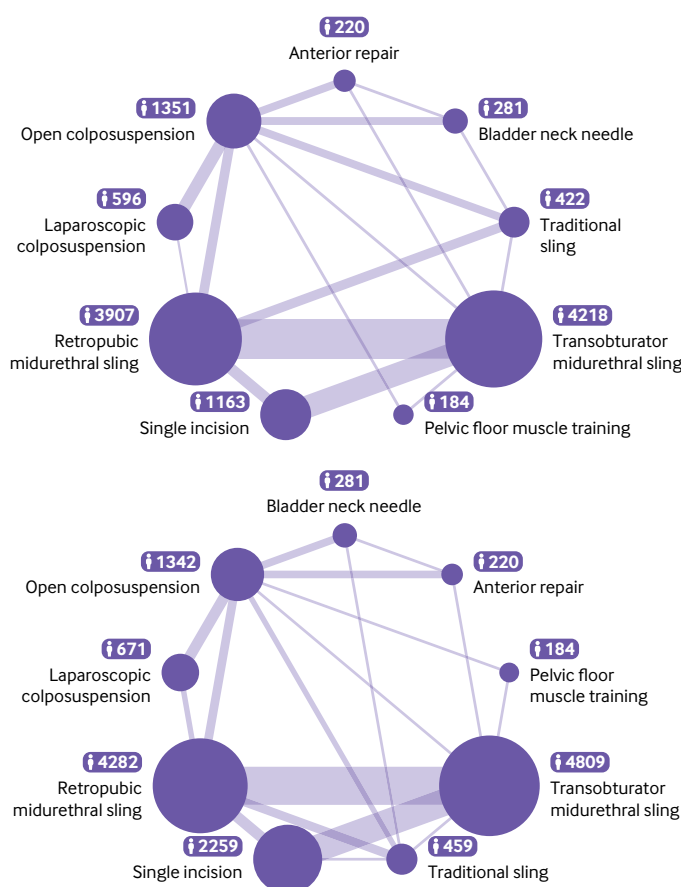 220
Anterior repair
1351
Open colposuspension
281
Bladder neck needle
596
Laparoscopic
colposuspension
422
Traditional
sling
3907
Retropubic
midurethral sling
4218
Transobturator
midurethral sling
1163
Single incision
184
Pelvic floor muscle training
281
Bladder neck needle
1342
Open colposuspension
220
Anterior repair
671
Laparoscopic
colposuspension
184
Pelvic floor
muscle training
4282
Retropubic
midurethral sling
4809
Transobturator
midurethral sling
2259
Single incision
459
Traditional sling